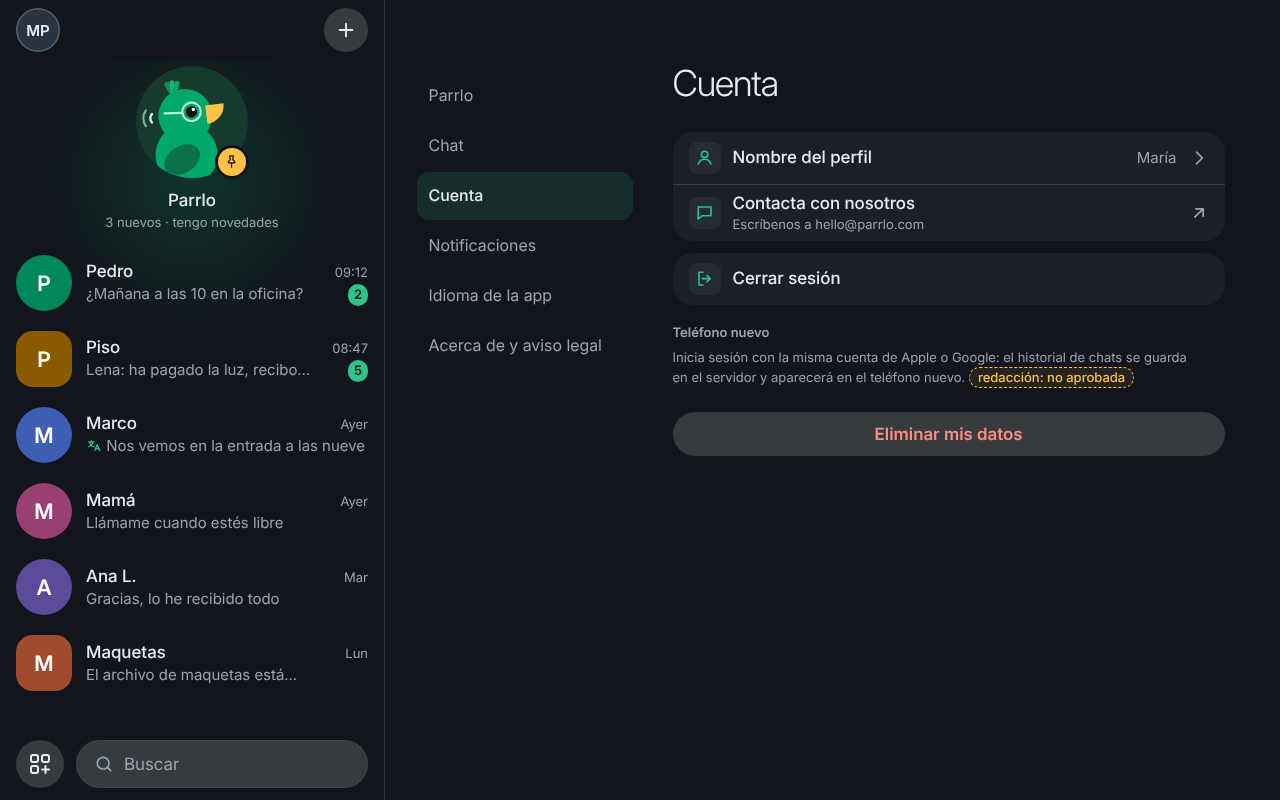 MP
Parrlo
3 nuevos · tengo novedades
P
Pedro
09:12
¿Mañana a las 10 en la oficina?
2
P
Piso
08:47
Lena: ha pagado la luz, recibo...
5
M
Marco
Ayer
Nos vemos en la entrada a las nueve
M
Mamá
Ayer
Llámame cuando estés libre
A
Ana L.
Mar
Gracias, lo he recibido todo
M
Maquetas
Lun
El archivo de maquetas está...
Buscar
Parrlo
Chat
Cuenta
Notificaciones
Idioma de la app
Acerca de y aviso legal
Cuenta
Nombre del perfil
María
Contacta con nosotros
Escríbenos a hello@parrlo.com
Cerrar sesión
Teléfono nuevo
Inicia sesión con la misma cuenta de Apple o Google: el historial de chats se guarda
en el servidor y aparecerá en el teléfono nuevo. redacción: no aprobada
Eliminar mis datos